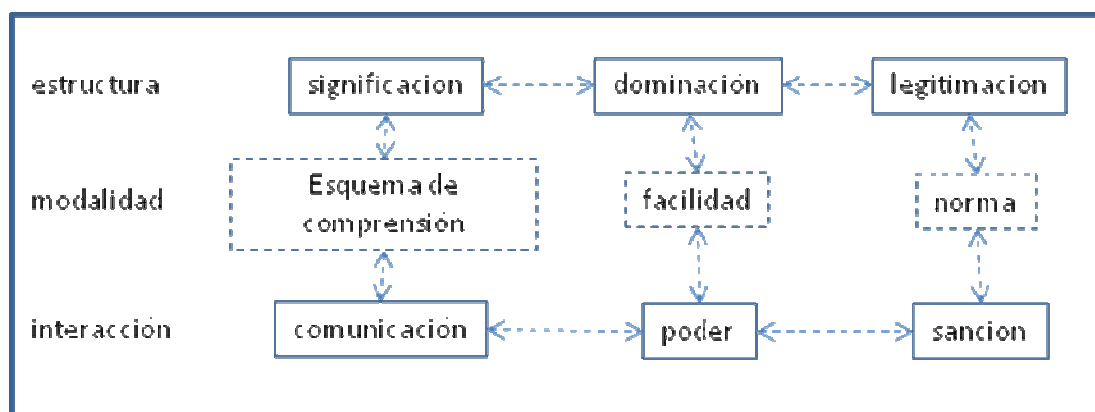 estructura
significacion
dominación
legitimacion
modalidad
Esquema de
comprensión
facilidad
norma
interacción
comunicación
poder
sancion